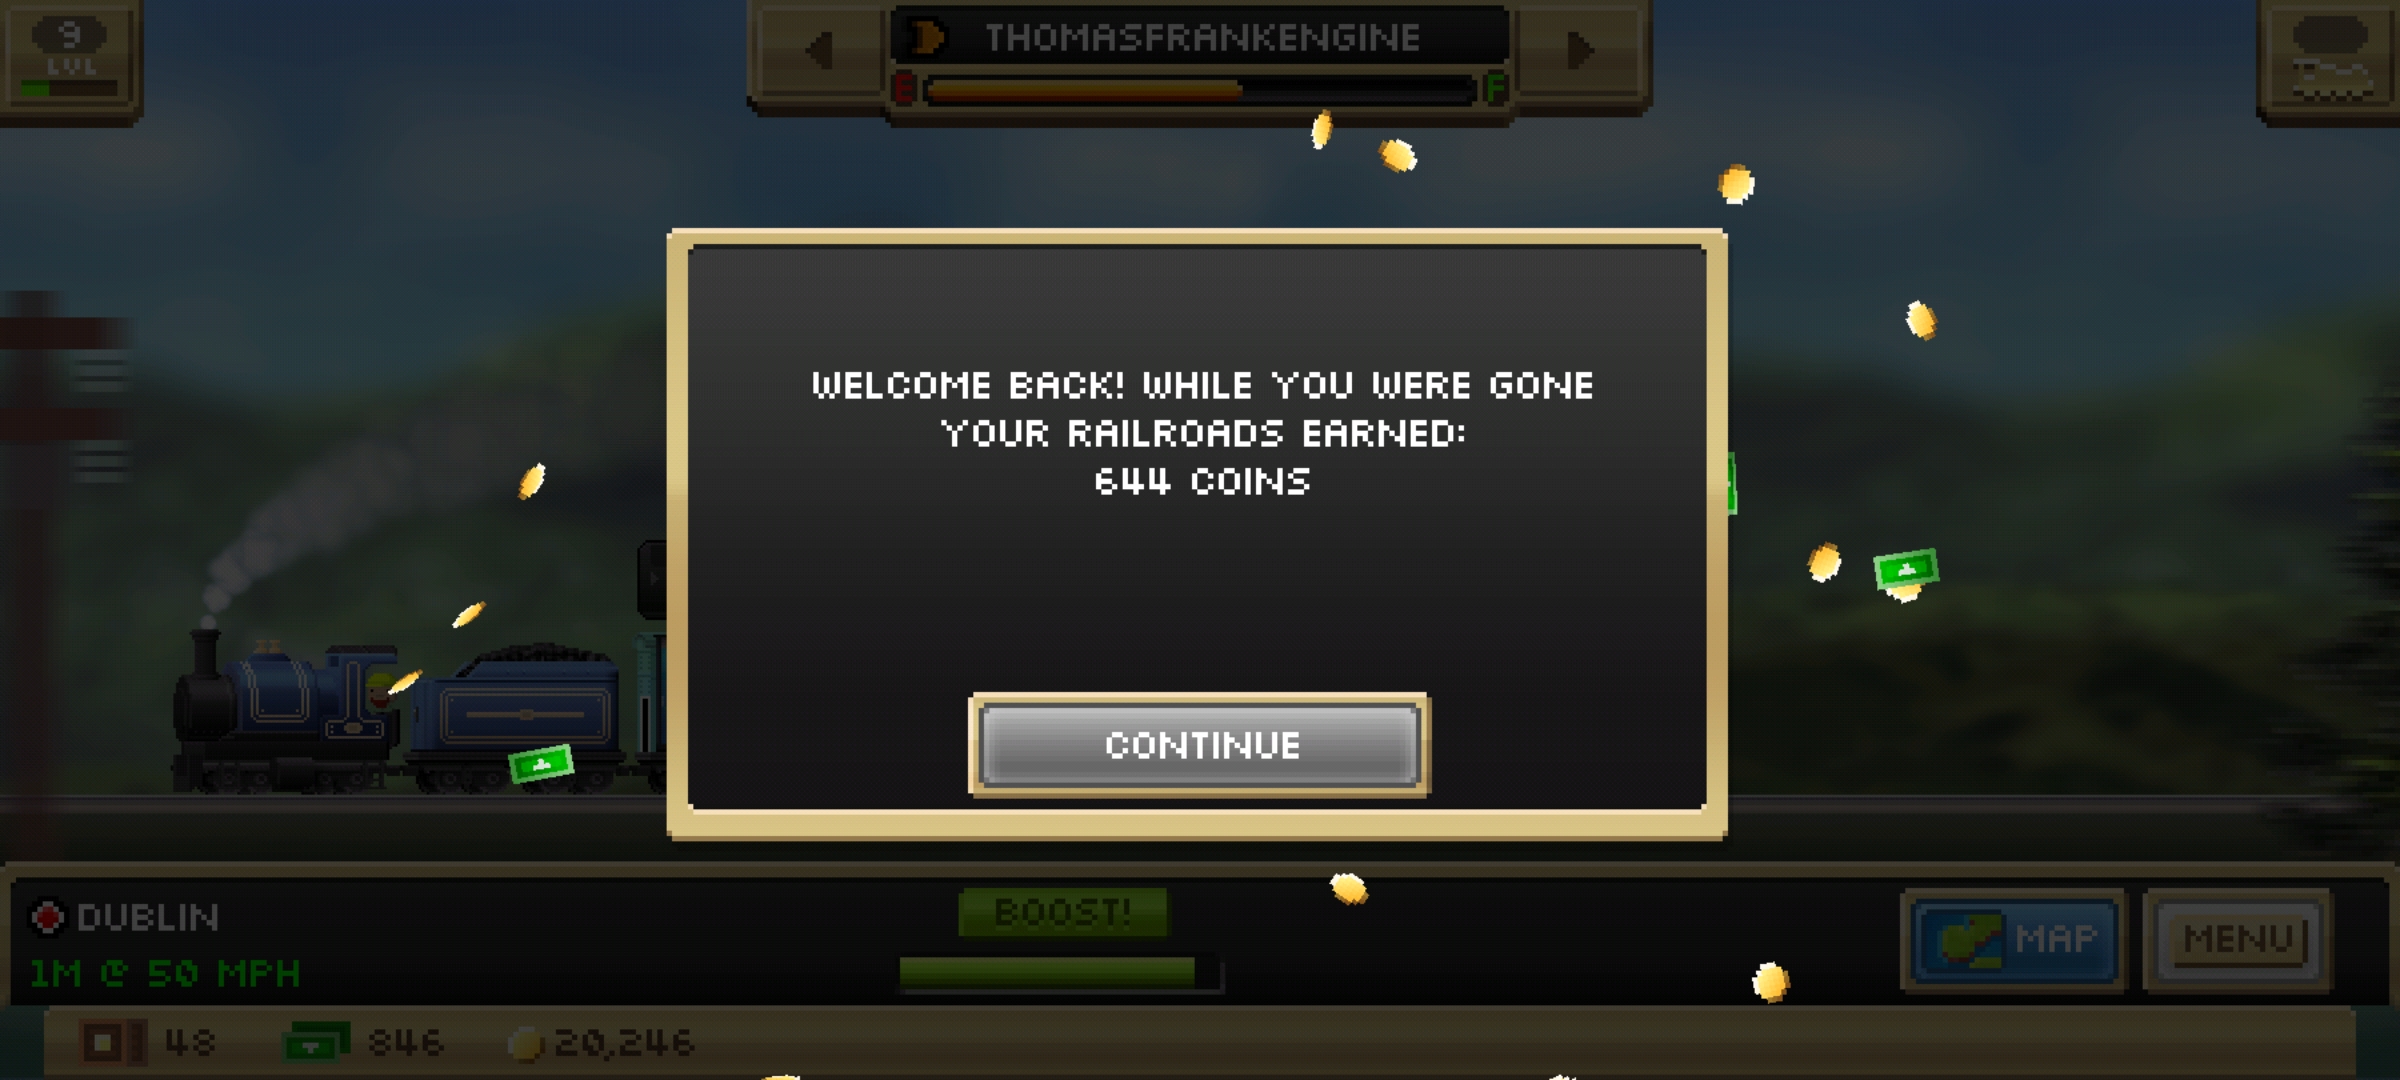 9
LVL
THOMASFRANKENGINE
E F
WELCOME BACK! WHILE YOU WERE GONE
YOUR RAILROADS EARNED:
644 COINS
CONTINUE
DUBLIN
1M @ 50 MPH
BOOST!
MAP
MENU
48 846 20,246